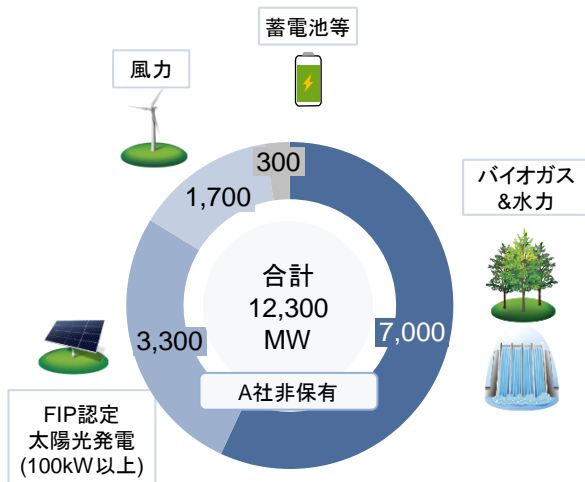 蓄電池等
風力
300
1,700
バイオガス
&水力
合計
12,300
MW
3,300
7,000
A社非保有
FIP認定
太陽光発電
(100kW以上)